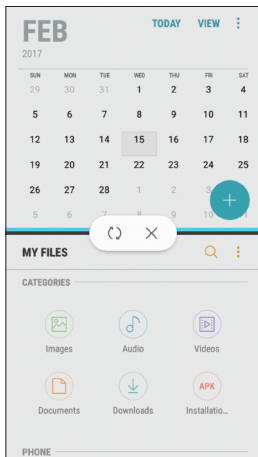 FEB TODAY VIEW
2017
SUN MON TUE WED THU FRI SAT
29 30 31 1 2 3 4
5 6 7 8 9 10 11
12 13 14 15 16 17 18
19 20 21 22 23 24 25
26 27 28 1 2 3
5 6 7 8 9 10
MY FILES
CATEGORIES
Images Audio Videos
APK
Documents Downloads Installatio...
PHONE